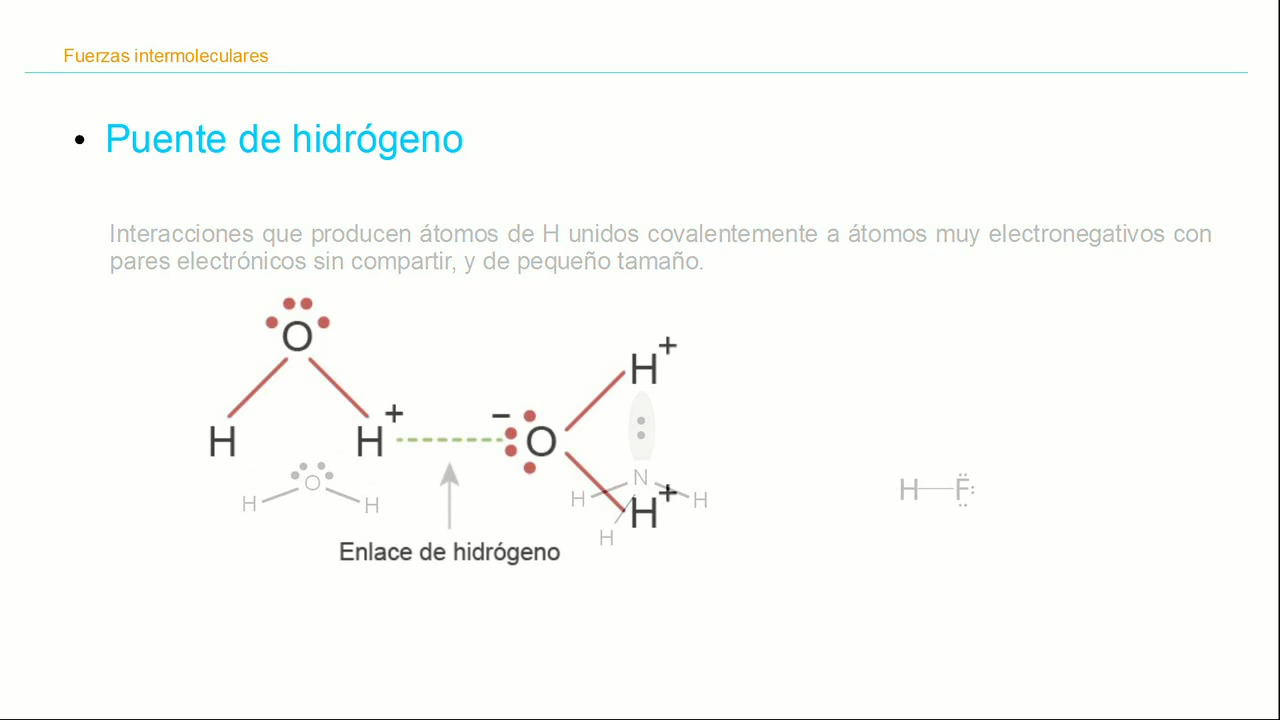 Fuerzas intermoleculares
• Puente de hidrógeno
Interacciones que producen átomos de H unidos covalentemente a átomos muy electronegativos con
pares electrónicos sin compartir, y de pequeño tamaño.
O
H
H +
− O
H +
H +
O
H
H
N
H
H
H
H F
Enlace de hidrógeno